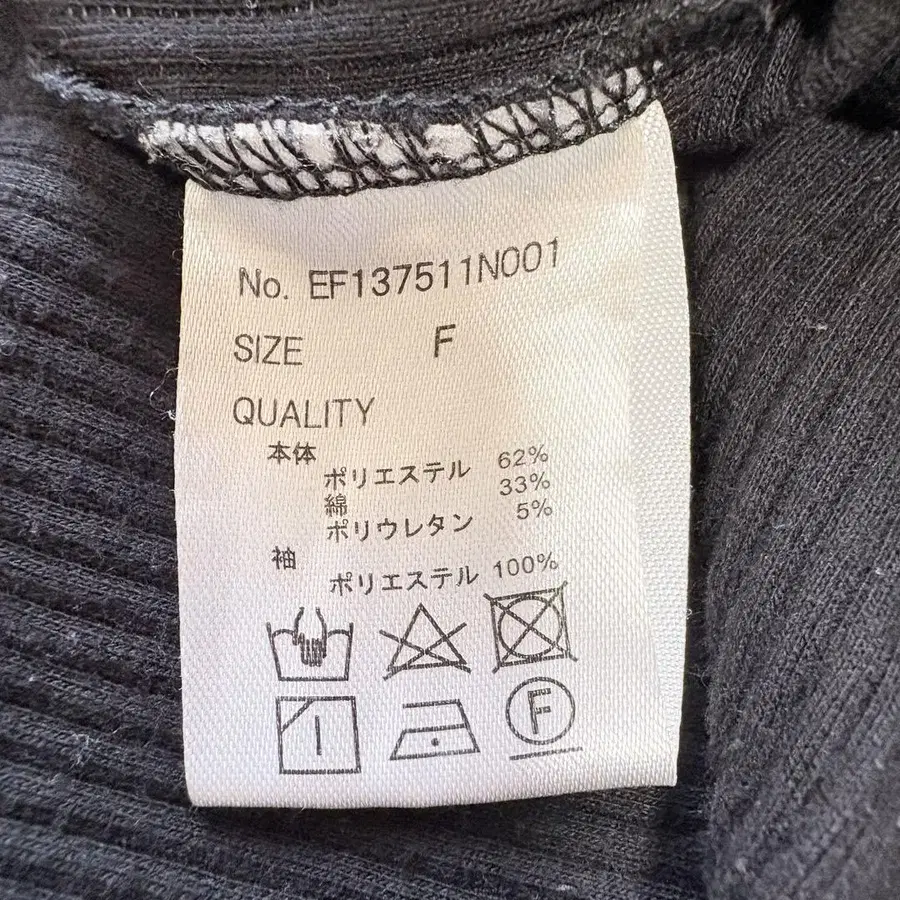 No. EF137511N001
SIZE F
QUALITY
本体
ポリエステル 62%
綿 33%
ポリウレタン 5%
袖
ポリエステル 100%
F